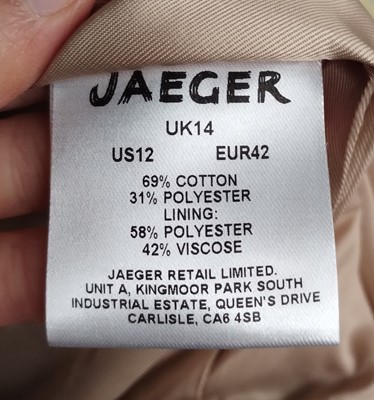 JAEGER
UK14
US12 EUR42
69% COTTON
31% POLYESTER
LINING:
58% POLYESTER
42% VISCOSE
JAEGER RETAIL LIMITED.
UNIT A, KINGMOOR PARK SOUTH
INDUSTRIAL ESTATE, QUEEN'S DRIVE
CARLISLE, CA6 4SB